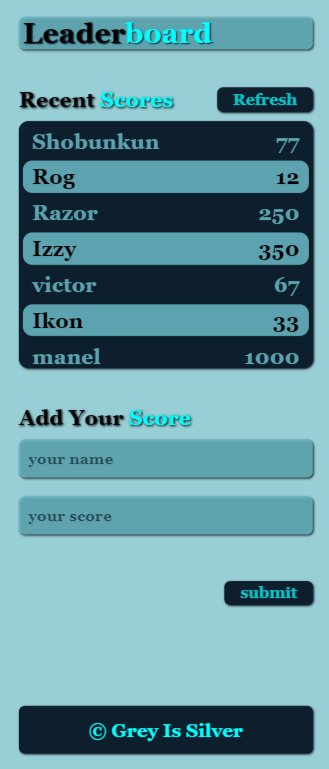 Leaderboard
Recent Scores Refresh
Shobunkun 77
Rog 12
Razor 250
Izzy 350
victor 67
Ikon 33
manel 1000
Add Your Score
your name
your score
submit
© Grey Is Silver